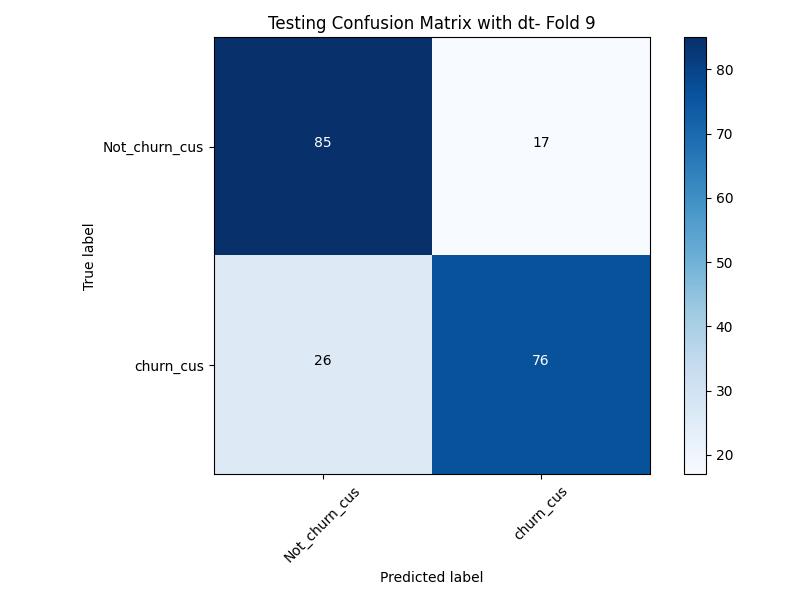 Testing Confusion Matrix with dt- Fold 9
True label
Not_churn_cus
churn_cus
85
17
26
76
Not_churn_cus
churn_cus
Predicted label
80
70
60
50
40
30
20